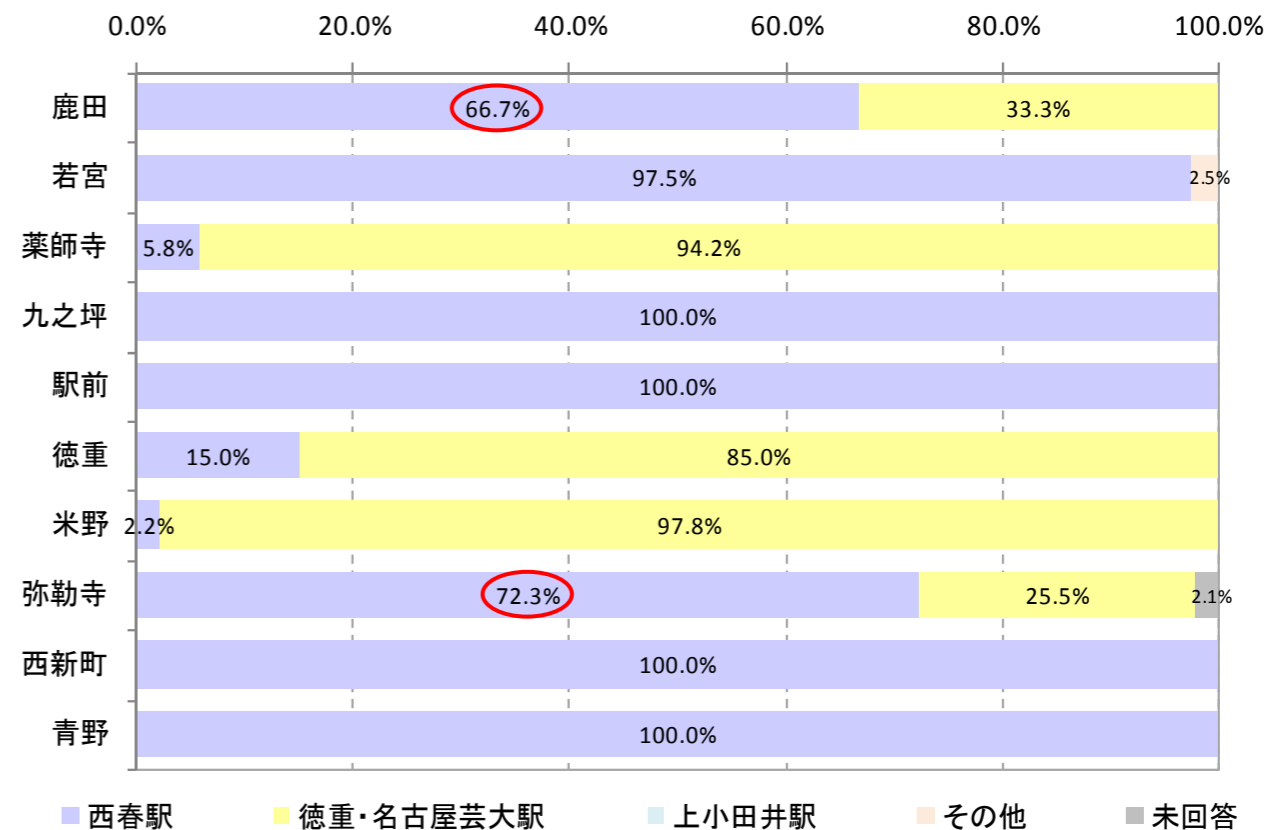 0.0% 20.0% 40.0% 60.0% 80.0% 100.0%
鹿田 66.7% 33.3%
若宮 97.5% 2.5%
薬師寺 5.8% 94.2%
九之坪 100.0%
駅前 100.0%
徳重 15.0% 85.0%
米野 2.2% 97.8%
弥勒寺 72.3% 25.5% 2.1%
西新町 100.0%
青野 100.0%
西春駅 徳重・名古屋芸大駅 上小田井駅 その他 未回答